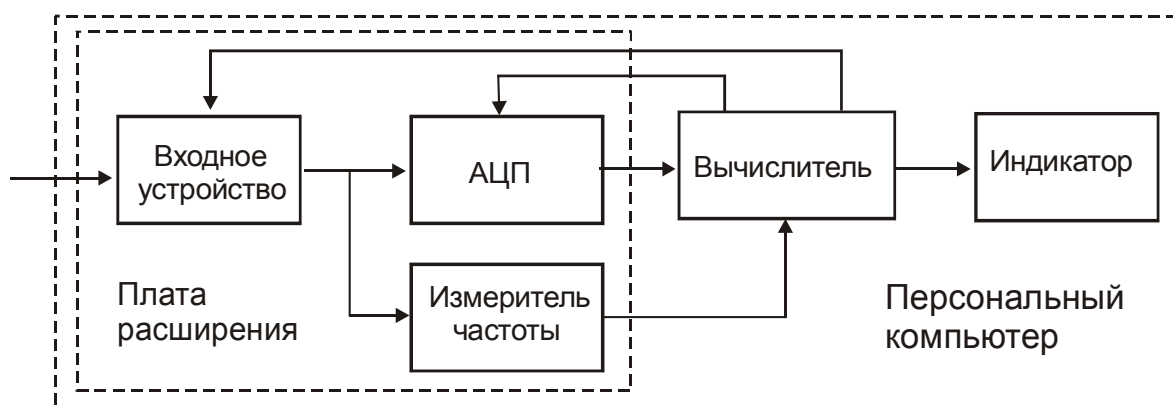 Входное
устройство
АЦП
Вычислитель
Индикатор
Измеритель
частоты
Плата
расширения
Персональный
компьютер